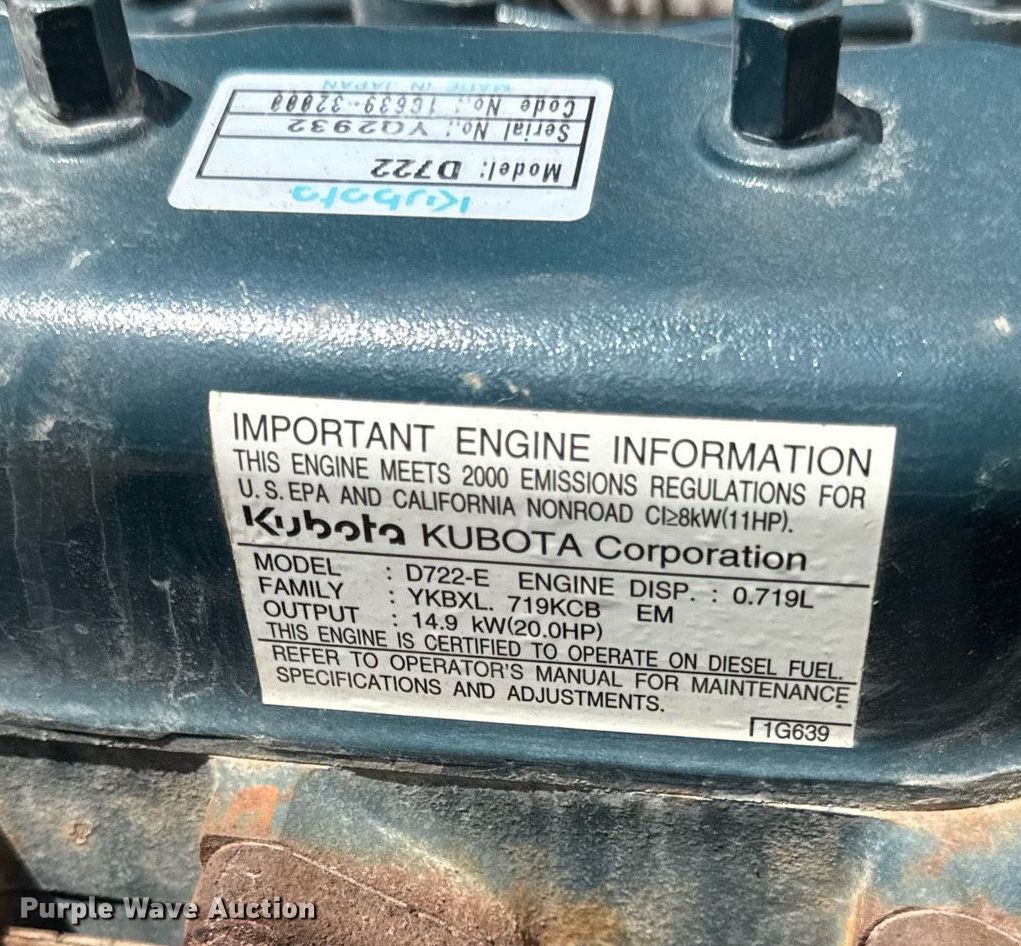 Kubota
Model: D722
Serial No.: YQ2932
Code No.: 1G639-32000
MADE IN JAPAN
IMPORTANT ENGINE INFORMATION
THIS ENGINE MEETS 2000 EMISSIONS REGULATIONS FOR
U.S. EPA AND CALIFORNIA NONROAD CI≥8kW(11HP).
Kubota KUBOTA Corporation
MODEL : D722-E ENGINE DISP. : 0.719L
FAMILY : YKBXL. 719KCB EM
OUTPUT : 14.9 kW(20.0HP)
THIS ENGINE IS CERTIFIED TO OPERATE ON DIESEL FUEL.
REFER TO OPERATOR'S MANUAL FOR MAINTENANCE
SPECIFICATIONS AND ADJUSTMENTS.
1G639
Purple Wave Auction